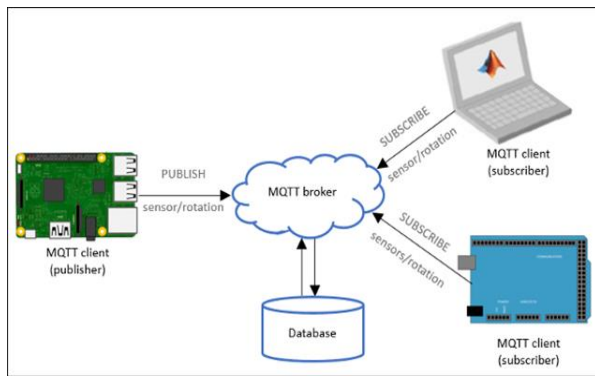 PUBLISH
sensor/rotation
MQTT client
(publisher)
MQTT broker
Database
SUBSCRIBE
sensor/rotation
MQTT client
(subscriber)
SUBSCRIBE
sensors/rotation
MQTT client
(subscriber)